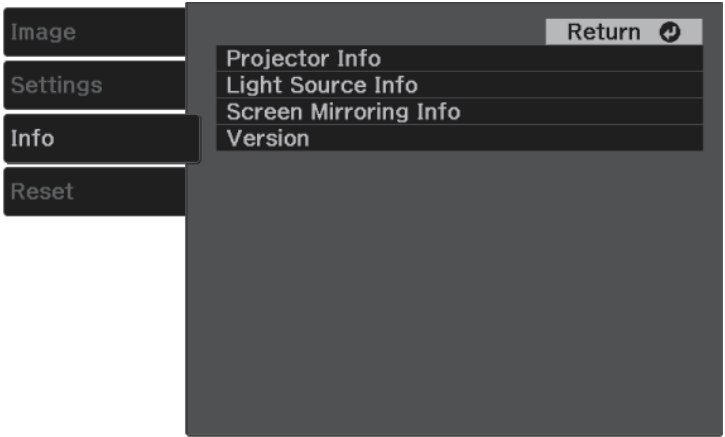 Image
Settings
Info
Reset
Return
Projector Info
Light Source Info
Screen Mirroring Info
Version